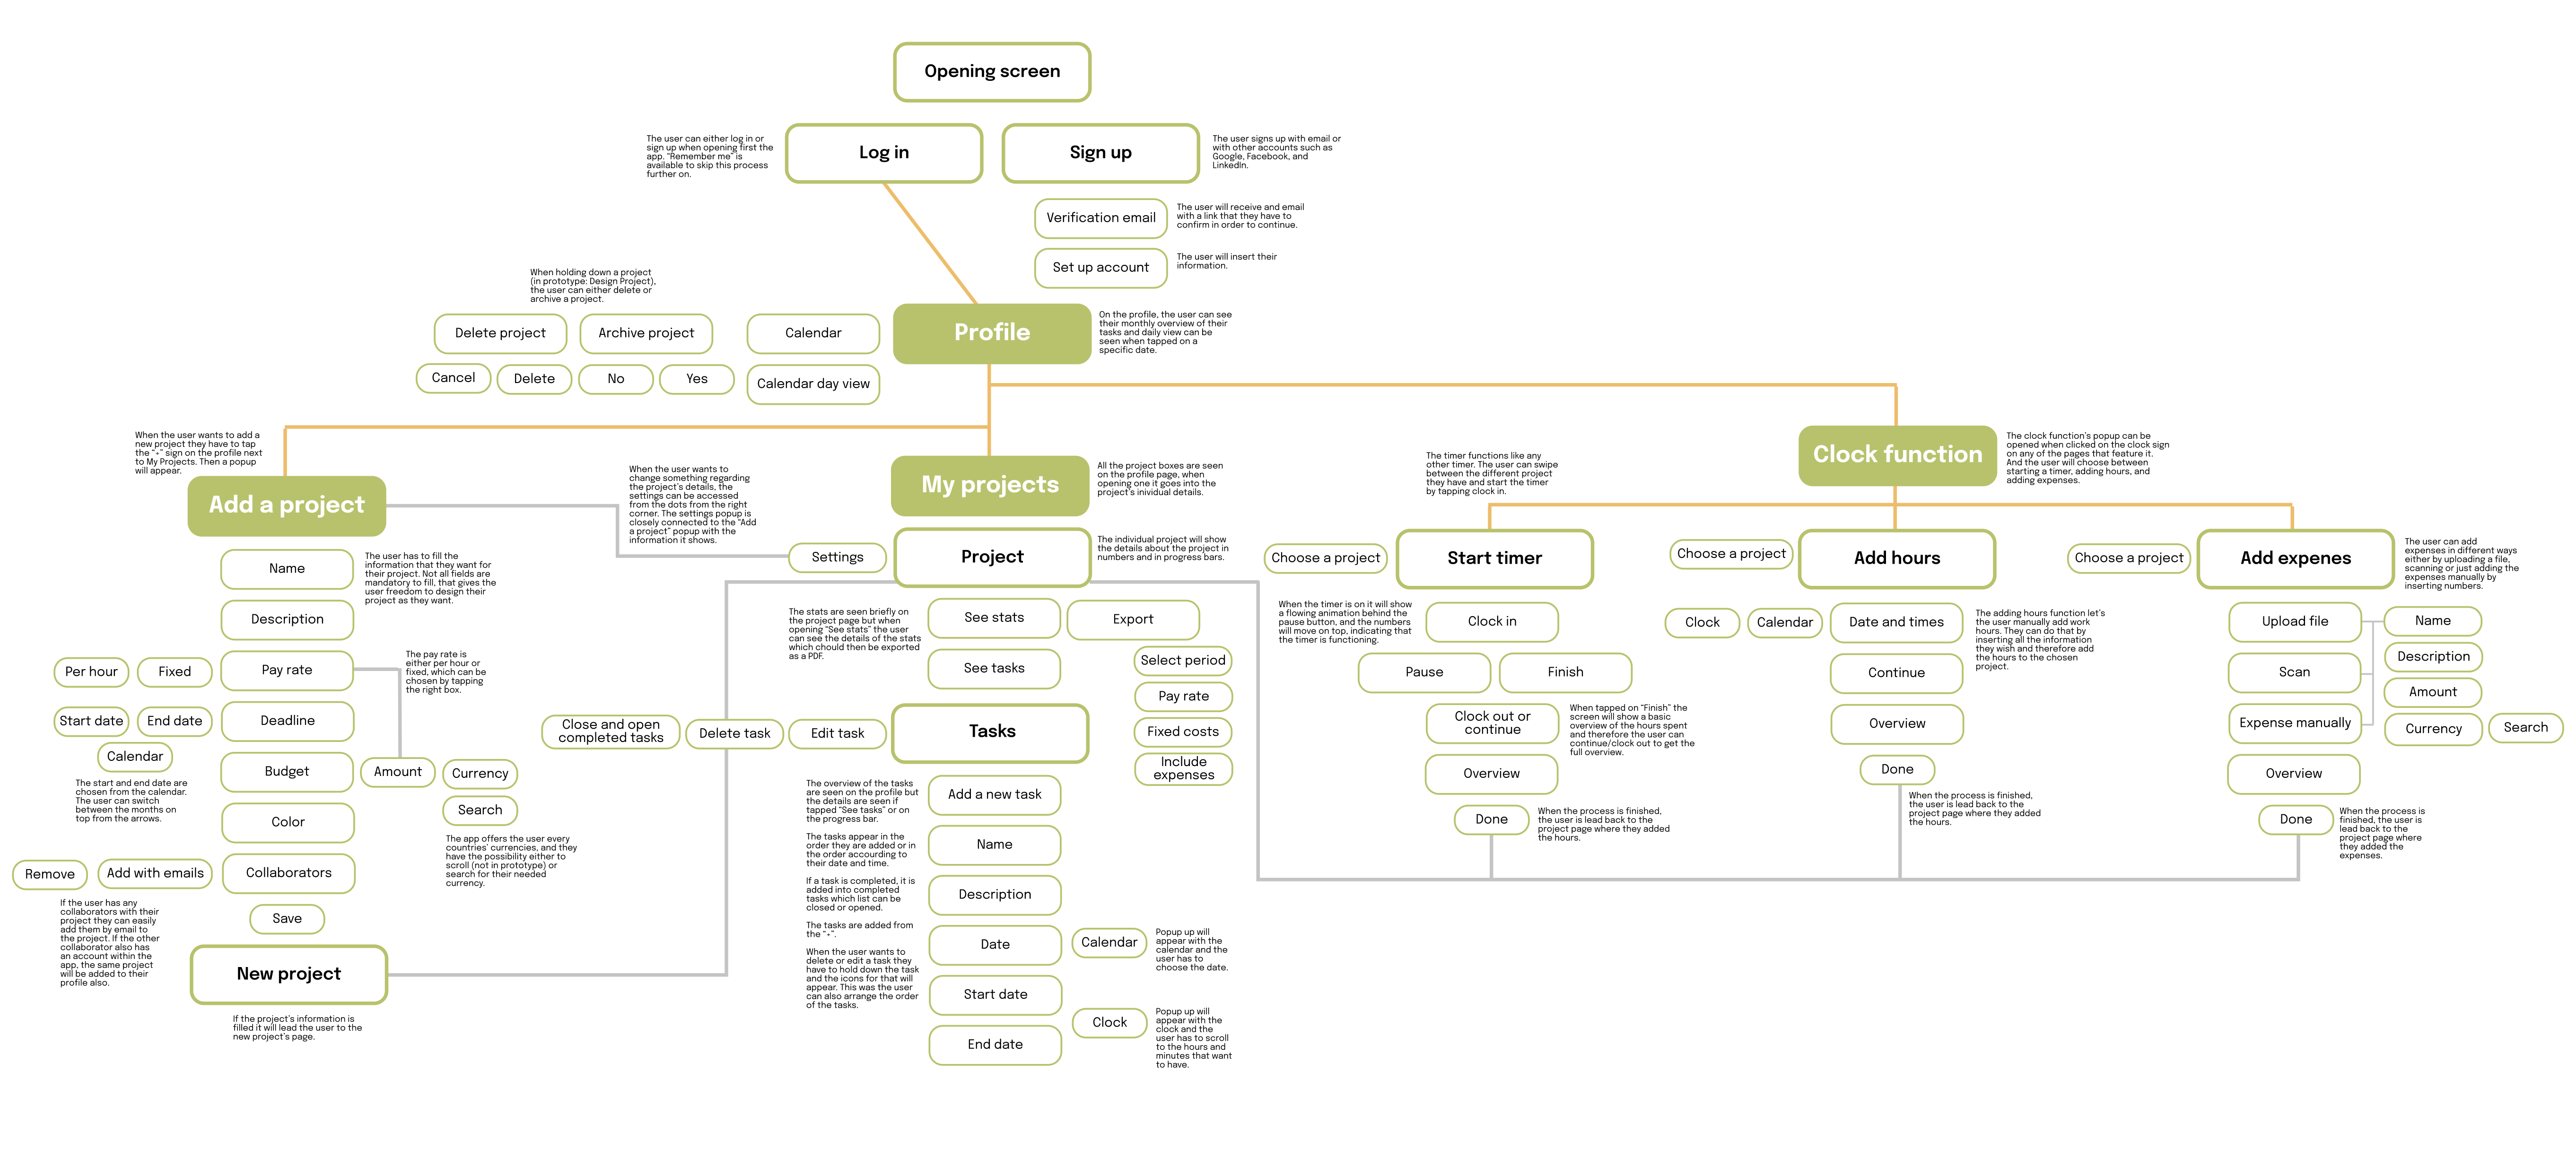 Opening screen
The user can either log in or
sign up when opening first the
app. "Remember me" is
available to skip this process
further on.
Log in
Sign up
The user signs up with email or
with other accounts such as
Google, Facebook, and
LinkedIn.
Verification email
The user will receive and email
with a link that they have to
confirm in order to continue.
Set up account
The user will insert their
information.
When holding down a project
(in prototype: Design Project),
the user can either delete or
archive a project.
Delete project
Archive project
Calendar
Cancel
Delete
No
Yes
Calendar day view
Profile
On the profile, the user can see
their monthly overview of their
tasks and daily view can be
seen when tapped on a
specific date.
When the user wants to add a
new project they have to tap
the "+" sign on the profile next
to My Projects. Then a popup
will appear.
Add a project
Name
The user has to fill the
information that they want for
their project. Not all fields are
mandatory to fill, that gives the
user freedom to design their
project as they want.
Description
Per hour
Fixed
Pay rate
The pay rate is
either per hour or
fixed, which can be
chosen by tapping
the right box.
Start date
End date
Deadline
Calendar
The start and end date are
chosen from the calendar.
The user can switch
between the months on
top from the arrows.
Budget
Amount
Currency
Search
The app offers the user every
countries' currencies, and they
have the possibility either to
scroll (not in prototype) or
search for their needed
currency.
Color
Remove
Add with emails
Collaborators
If the user has any
collaborators with their
project they can easily
add them by email to
the project. If the other
collaborator also has
an account within the
app, the same project
will be added to their
profile also.
Save
New project
If the project's information is
filled it will lead the user to the
new project's page.
When the user wants to
change something regarding
the project's details, the
settings can be accessed
from the dots from the right
corner. The settings popup is
closely connected to the "Add
a project" popup with the
information it shows.
My projects
All the project boxes are seen
on the profile page, when
opening one it goes into the
project's inividual details.
Settings
Project
The individual project will show
the details about the project in
numbers and in progress bars.
The stats are seen briefly on
the project page but when
opening "See stats" the user
can see the details of the stats
which chould then be exported
as a PDF.
See stats
Export
See tasks
Select period
Pay rate
Fixed costs
Include
expenses
Close and open
completed tasks
Delete task
Edit task
Tasks
The overview of the tasks
are seen on the profile but
the details are seen if
tapped "See tasks" or on
the progress bar.
The tasks appear in the
order they are added or in
the order accourding to
their date and time.
If a task is completed, it is
added into completed
tasks which list can be
closed or opened.
The tasks are added from
the "+".
When the user wants to
delete or edit a task they
have to hold down the task
and the icons for that will
appear. This was the user
can also arrange the order
of the tasks.
Add a new task
Name
Description
Date
Calendar
Popup up will
appear with the
calendar and the
user has to
choose the date.
Start date
Clock
Popup up will
appear with the
clock and the
user has to scroll
to the hours and
minutes that want
to have.
End date
Clock function
The clock function's popup can be
opened when clicked on the clock sign
on any of the pages that feature it.
And the user will choose between
starting a timer, adding hours, and
adding expenses.
The timer functions like any
other timer. The user can swipe
between the different project
they have and start the timer
by tapping clock in.
Choose a project
Start timer
When the timer is on it will show
a flowing animation behind the
pause button, and the numbers
will move on top, indicating that
the timer is functioning.
Clock in
Pause
Finish
Clock out or
continue
When tapped on "Finish" the
screen will show a basic
overview of the hours spent
and therefore the user can
continue/clock out to get the
full overview.
Overview
Done
When the process is finished,
the user is lead back to the
project page where they added
the hours.
Choose a project
Add hours
Clock
Calendar
Date and times
The adding hours function let's
the user manually add work
hours. They can do that by
inserting all the information
they wish and therefore add
the hours to the chosen
project.
Continue
Overview
Done
When the process is finished,
the user is lead back to the
project page where they added
the hours.
Choose a project
Add expenes
The user can add
expenses in different ways
either by uploading a file,
scanning or just adding the
expenses manually by
inserting numbers.
Upload file
Name
Scan
Description
Amount
Expense manually
Currency
Search
Overview
Done
When the process is
finished, the user is
lead back to the
project page where
they added the
expenses.